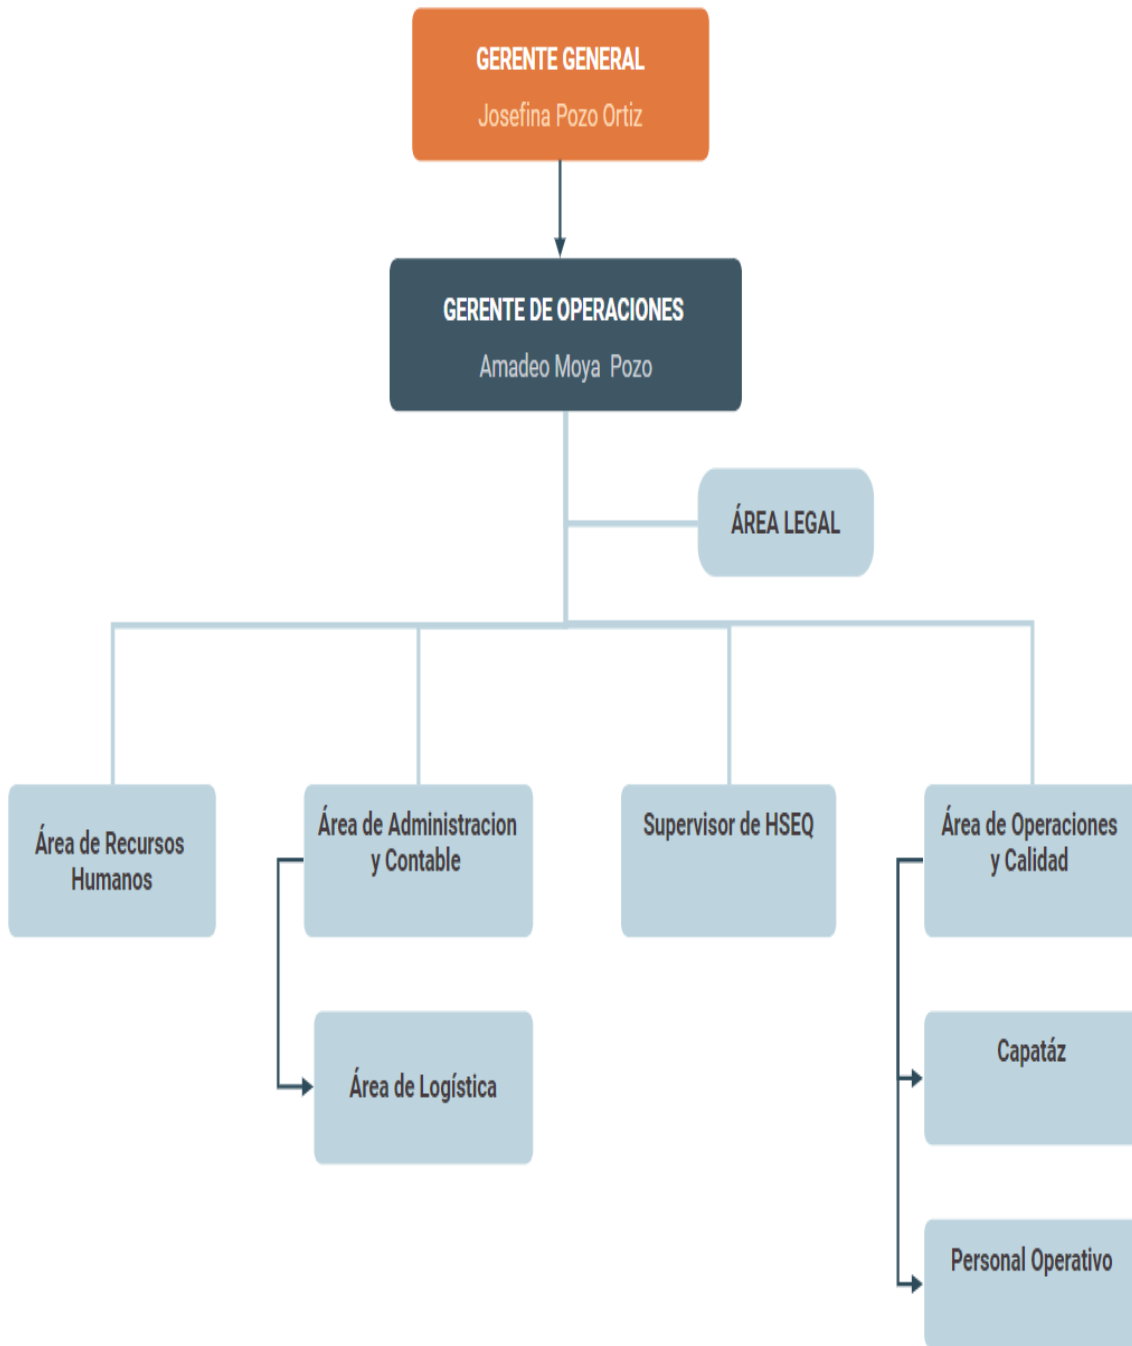 GERENTE GENERAL
Josefina Pozo Ortiz
GERENTE DE OPERACIONES
Amadeo Moya Pozo
ÁREA LEGAL
Área de Recursos
Humanos
Área de Administracion
y Contable
Supervisor de HSEQ
Área de Operaciones
y Calidad
Área de Logística
Capatáz
Personal Operativo